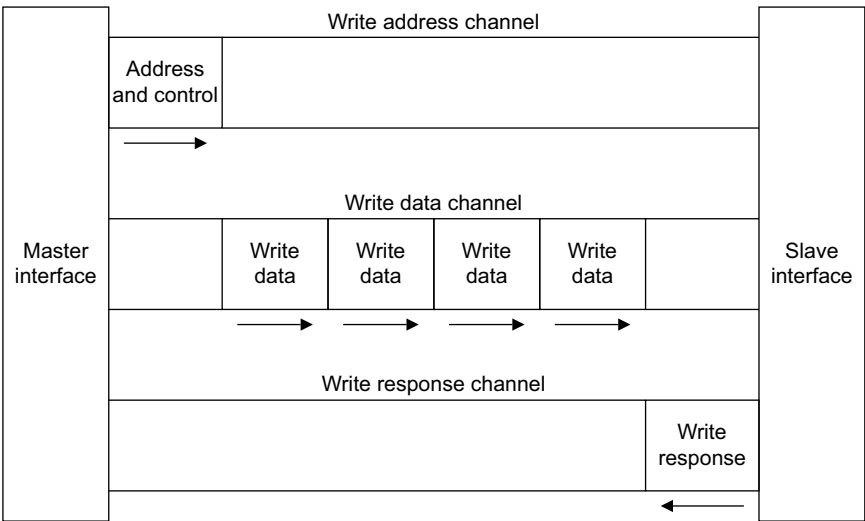 Write address channel
Address
and control
Write data channel
Master
interface
Write
data
Write
data
Write
data
Write
data
Slave
interface
Write response channel
Write
response